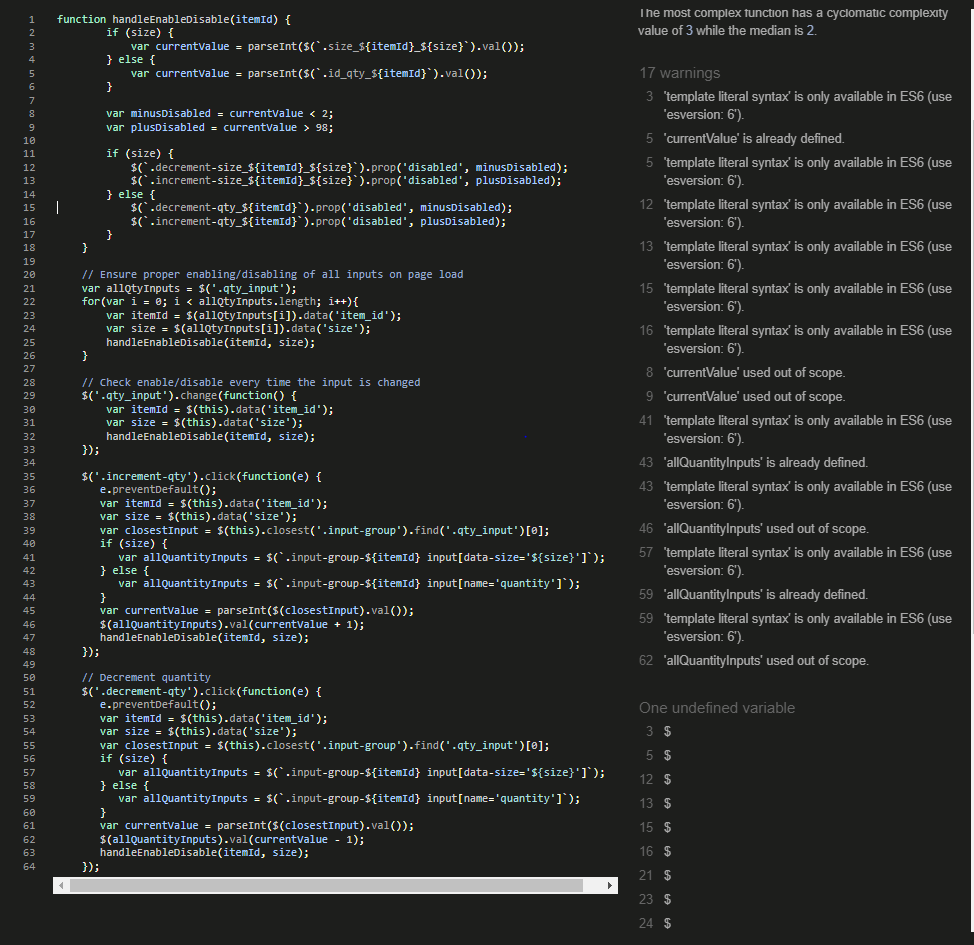 1 function handleEnableDisable(itemId) {
2 if (size) {
3 var currentValue = parseInt($(`.size_${itemId}_${size}`).val());
4 } else {
5 var currentValue = parseInt($(`.id_qty_${itemId}`).val());
6 }
7
8 var minusDisabled = currentValue < 2;
9 var plusDisabled = currentValue > 98;
10
11 if (size) {
12 $(`.decrement-size_${itemId}_${size}`).prop('disabled', minusDisabled);
13 $(`.increment-size_${itemId}_${size}`).prop('disabled', plusDisabled);
14 } else {
15 $(`.decrement-qty_${itemId}`).prop('disabled', minusDisabled);
16 $(`.increment-qty_${itemId}`).prop('disabled', plusDisabled);
17 }
18 }
19
20 // Ensure proper enabling/disabling of all inputs on page load
21 var allQtyInputs = $('.qty_input');
22 for(var i = 0; i < allQtyInputs.length; i++){
23 var itemId = $(allQtyInputs[i]).data('item_id');
24 var size = $(allQtyInputs[i]).data('size');
25 handleEnableDisable(itemId, size);
26 }
27
28 // Check enable/disable every time the input is changed
29 $('.qty_input').change(function() {
30 var itemId = $(this).data('item_id');
31 var size = $(this).data('size');
32 handleEnableDisable(itemId, size);
33 });
34
35 $('.increment-qty').click(function(e) {
36 e.preventDefault();
37 var itemId = $(this).data('item_id');
38 var size = $(this).data('size');
39 var closestInput = $(this).closest('.input-group').find('.qty_input')[0];
40 if (size) {
41 var allQuantityInputs = $(`.input-group-${itemId} input[data-size='${size}']`);
42 } else {
43 var allQuantityInputs = $(`.input-group-${itemId} input[name='quantity']`);
44 }
45 var currentValue = parseInt($(closestInput).val());
46 $(allQuantityInputs).val(currentValue + 1);
47 handleEnableDisable(itemId, size);
48 });
49
50 // Decrement quantity
51 $('.decrement-qty').click(function(e) {
52 e.preventDefault();
53 var itemId = $(this).data('item_id');
54 var size = $(this).data('size');
55 var closestInput = $(this).closest('.input-group').find('.qty_input')[0];
56 if (size) {
57 var allQuantityInputs = $(`.input-group-${itemId} input[data-size='${size}']`);
58 } else {
59 var allQuantityInputs = $(`.input-group-${itemId} input[name='quantity']`);
60 }
61 var currentValue = parseInt($(closestInput).val());
62 $(allQuantityInputs).val(currentValue - 1);
63 handleEnableDisable(itemId, size);
64 });
The most complex function has a cyclomatic complexity
value of 3 while the median is 2.
17 warnings
3 'template literal syntax' is only available in ES6 (use
'esversion: 6').
5 'currentValue' is already defined.
5 'template literal syntax' is only available in ES6 (use
'esversion: 6').
12 'template literal syntax' is only available in ES6 (use
'esversion: 6').
13 'template literal syntax' is only available in ES6 (use
'esversion: 6').
15 'template literal syntax' is only available in ES6 (use
'esversion: 6').
16 'template literal syntax' is only available in ES6 (use
'esversion: 6').
8 'currentValue' used out of scope.
9 'currentValue' used out of scope.
41 'template literal syntax' is only available in ES6 (use
'esversion: 6').
43 'allQuantityInputs' is already defined.
43 'template literal syntax' is only available in ES6 (use
'esversion: 6').
46 'allQuantityInputs' used out of scope.
57 'template literal syntax' is only available in ES6 (use
'esversion: 6').
59 'allQuantityInputs' is already defined.
59 'template literal syntax' is only available in ES6 (use
'esversion: 6').
62 'allQuantityInputs' used out of scope.
One undefined variable
3 $
5 $
12 $
13 $
15 $
16 $
21 $
23 $
24 $